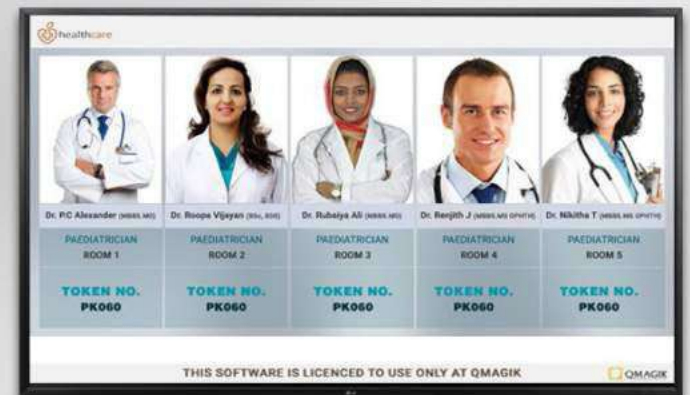 healthcare
Dr. P.C Alexander (MBBS.MD)
PAEDIATRICIAN
ROOM 1
TOKEN NO.
PK060
Dr. Roopa Vijayan (BSc, BDS)
PAEDIATRICIAN
ROOM 2
TOKEN NO.
PK060
Dr. Rubaiya Ali (MBBS.MD)
PAEDIATRICIAN
ROOM 3
TOKEN NO.
PK060
Dr. Renjith J (MBBS.MS OPHTH)
PAEDIATRICIAN
ROOM 4
TOKEN NO.
PK060
Dr. Nikitha T (MBBS.MS OPHTH)
PAEDIATRICIAN
ROOM 5
TOKEN NO.
PK060
THIS SOFTWARE IS LICENCED TO USE ONLY AT QMAGIK
QMAGIK
LG